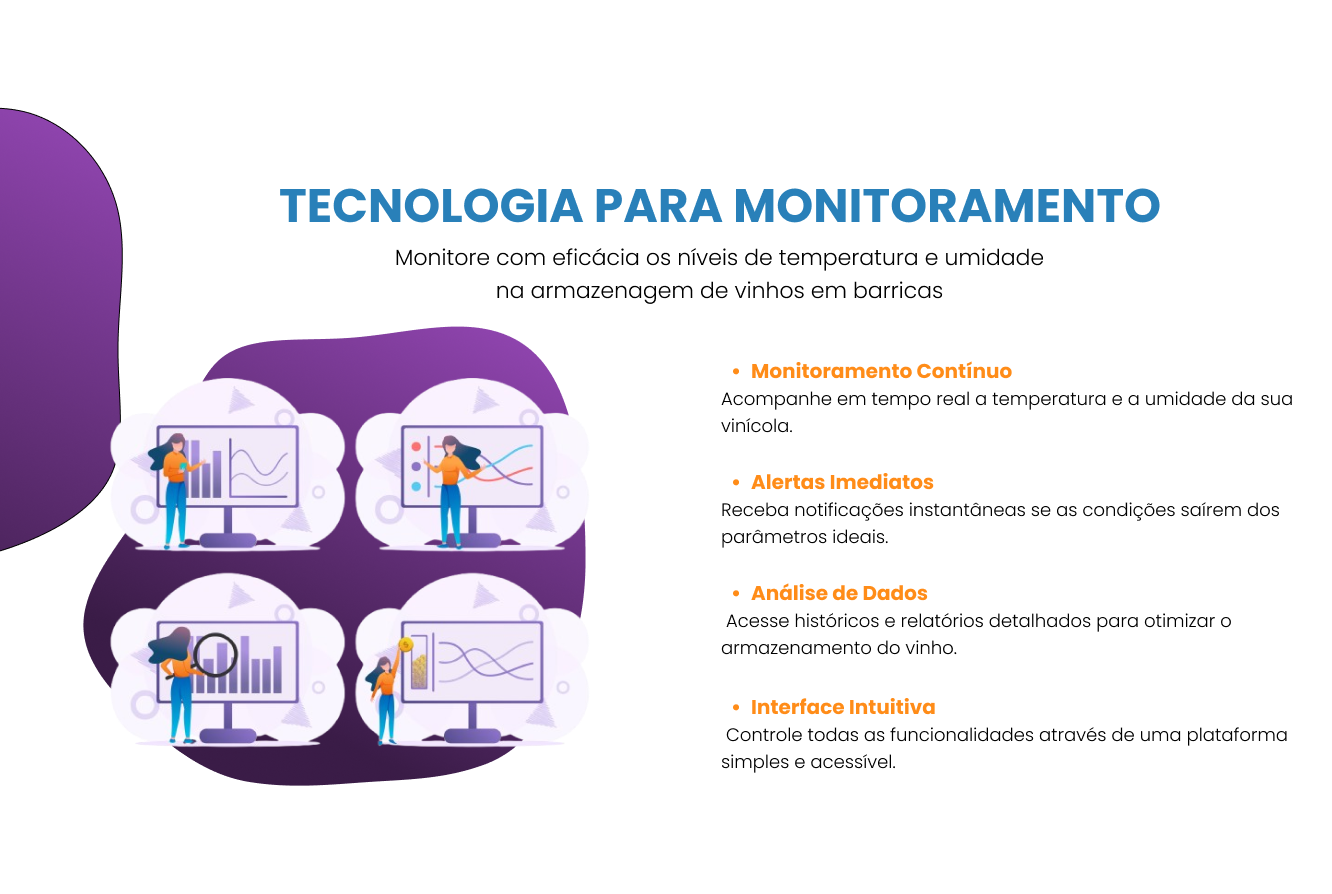 TECNOLOGIA PARA MONITORAMENTO
Monitore com eficácia os níveis de temperatura e umidade
na armazenagem de vinhos em barricas
• Monitoramento Contínuo
Acompanhe em tempo real a temperatura e a umidade da sua
vinícola.
• Alertas Imediatos
Receba notificações instantâneas se as condições saírem dos
parâmetros ideais.
• Análise de Dados
Acesse históricos e relatórios detalhados para otimizar o
armazenamento do vinho.
• Interface Intuitiva
Controle todas as funcionalidades através de uma plataforma
simples e acessível.